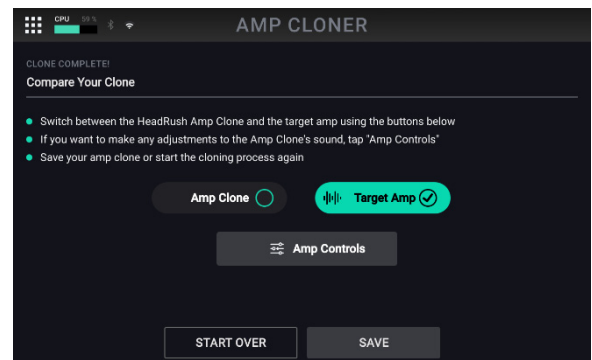 CPU 59 %
AMP CLONER
CLONE COMPLETE!
Compare Your Clone
Switch between the HeadRush Amp Clone and the target amp using the buttons below
If you want to make any adjustments to the Amp Clone's sound, tap "Amp Controls"
Save your amp clone or start the cloning process again
Amp Clone
Target Amp
Amp Controls
START OVER
SAVE